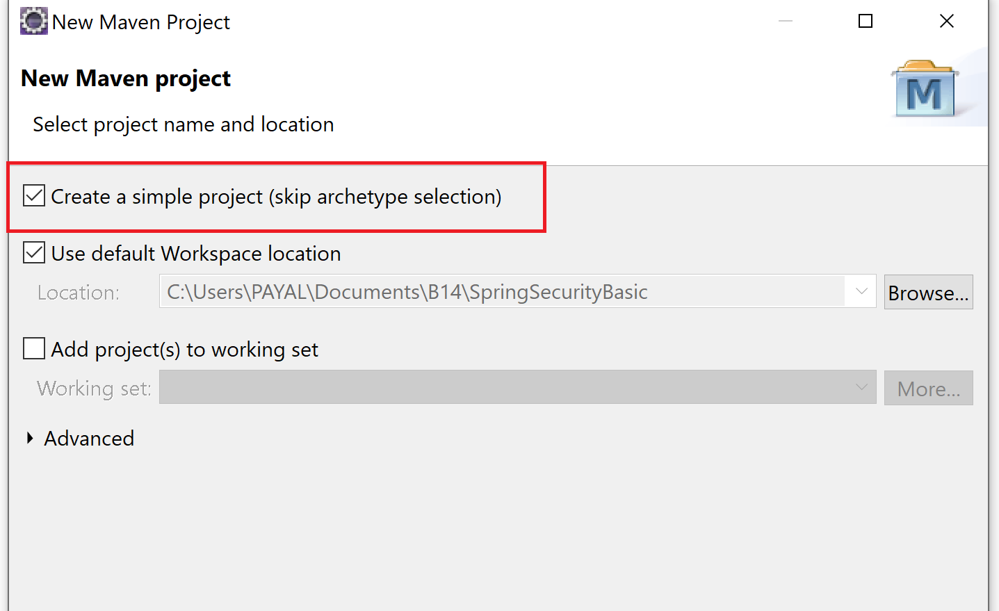 New Maven Project
New Maven project
M
Select project name and location
Create a simple project (skip archetype selection)
Use default Workspace location
Location: C:\Users\PAYAL\Documents\B14\SpringSecurityBasic Browse...
Add project(s) to working set
Working set: More...
Advanced